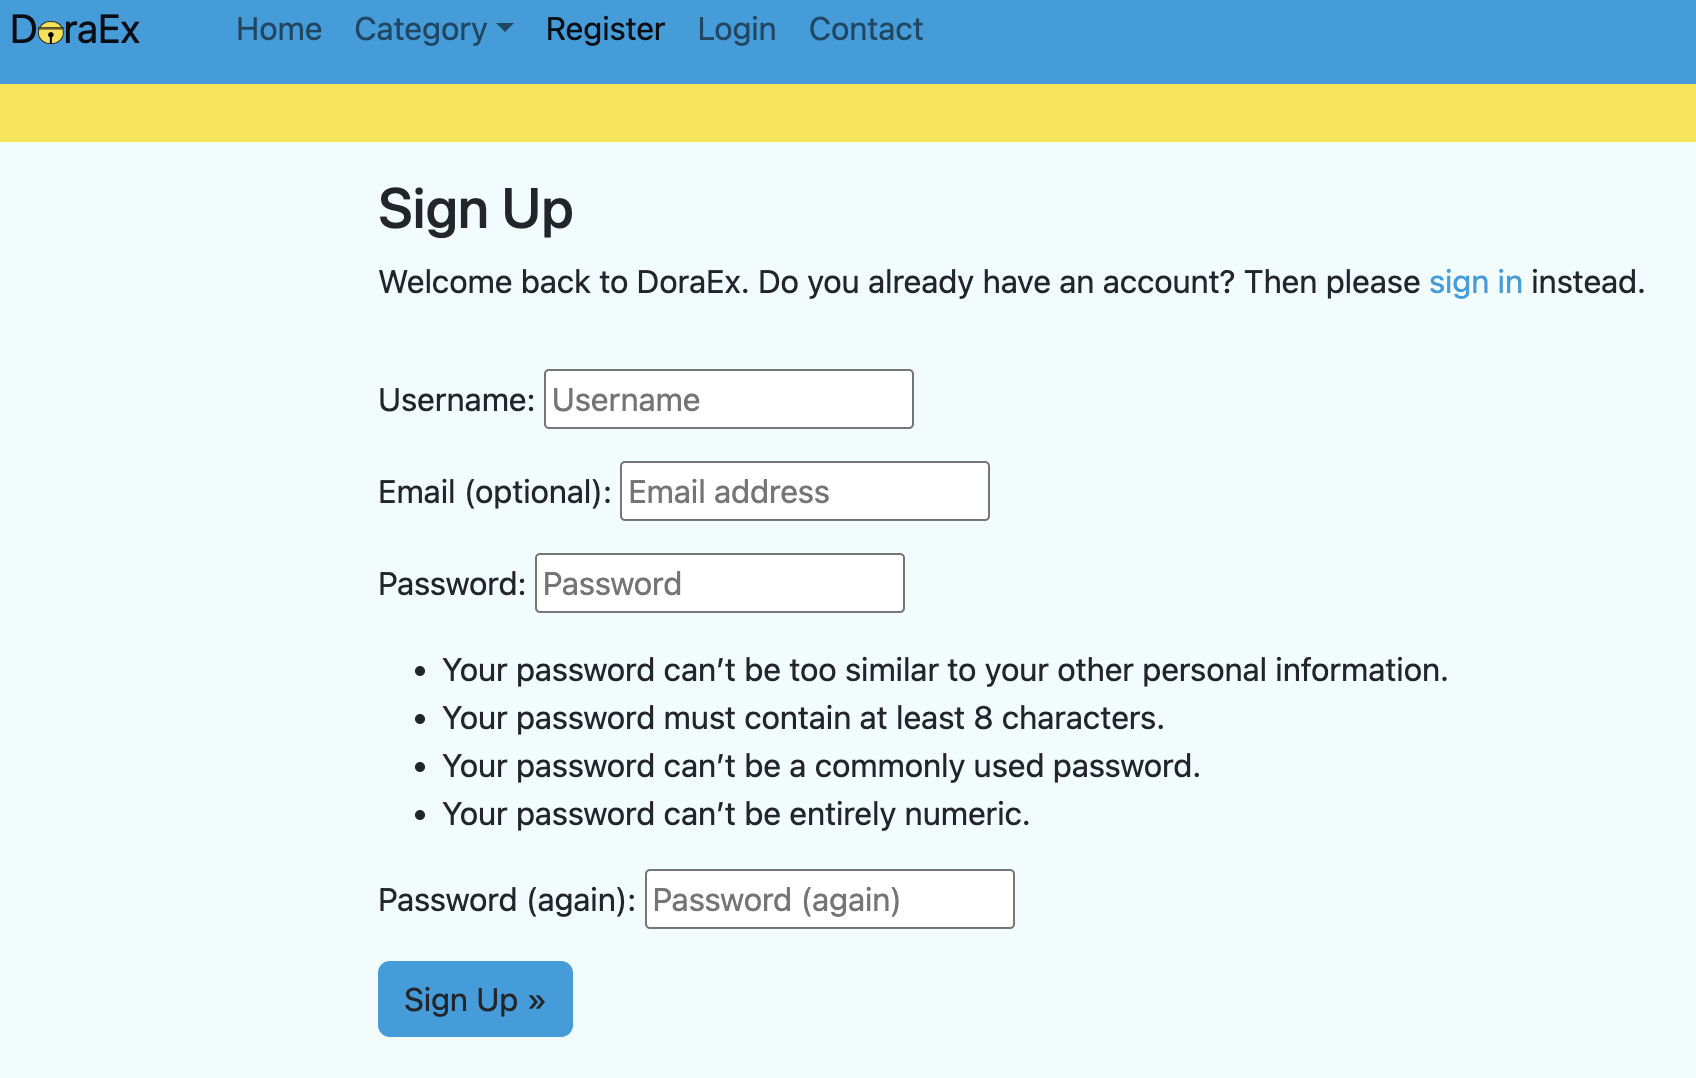 DoraEx Home Category Register Login Contact
Sign Up
Welcome back to DoraEx. Do you already have an account? Then please sign in instead.
Username: Username
Email (optional): Email address
Password: Password
• Your password can’t be too similar to your other personal information.
• Your password must contain at least 8 characters.
• Your password can’t be a commonly used password.
• Your password can’t be entirely numeric.
Password (again): Password (again)
Sign Up »